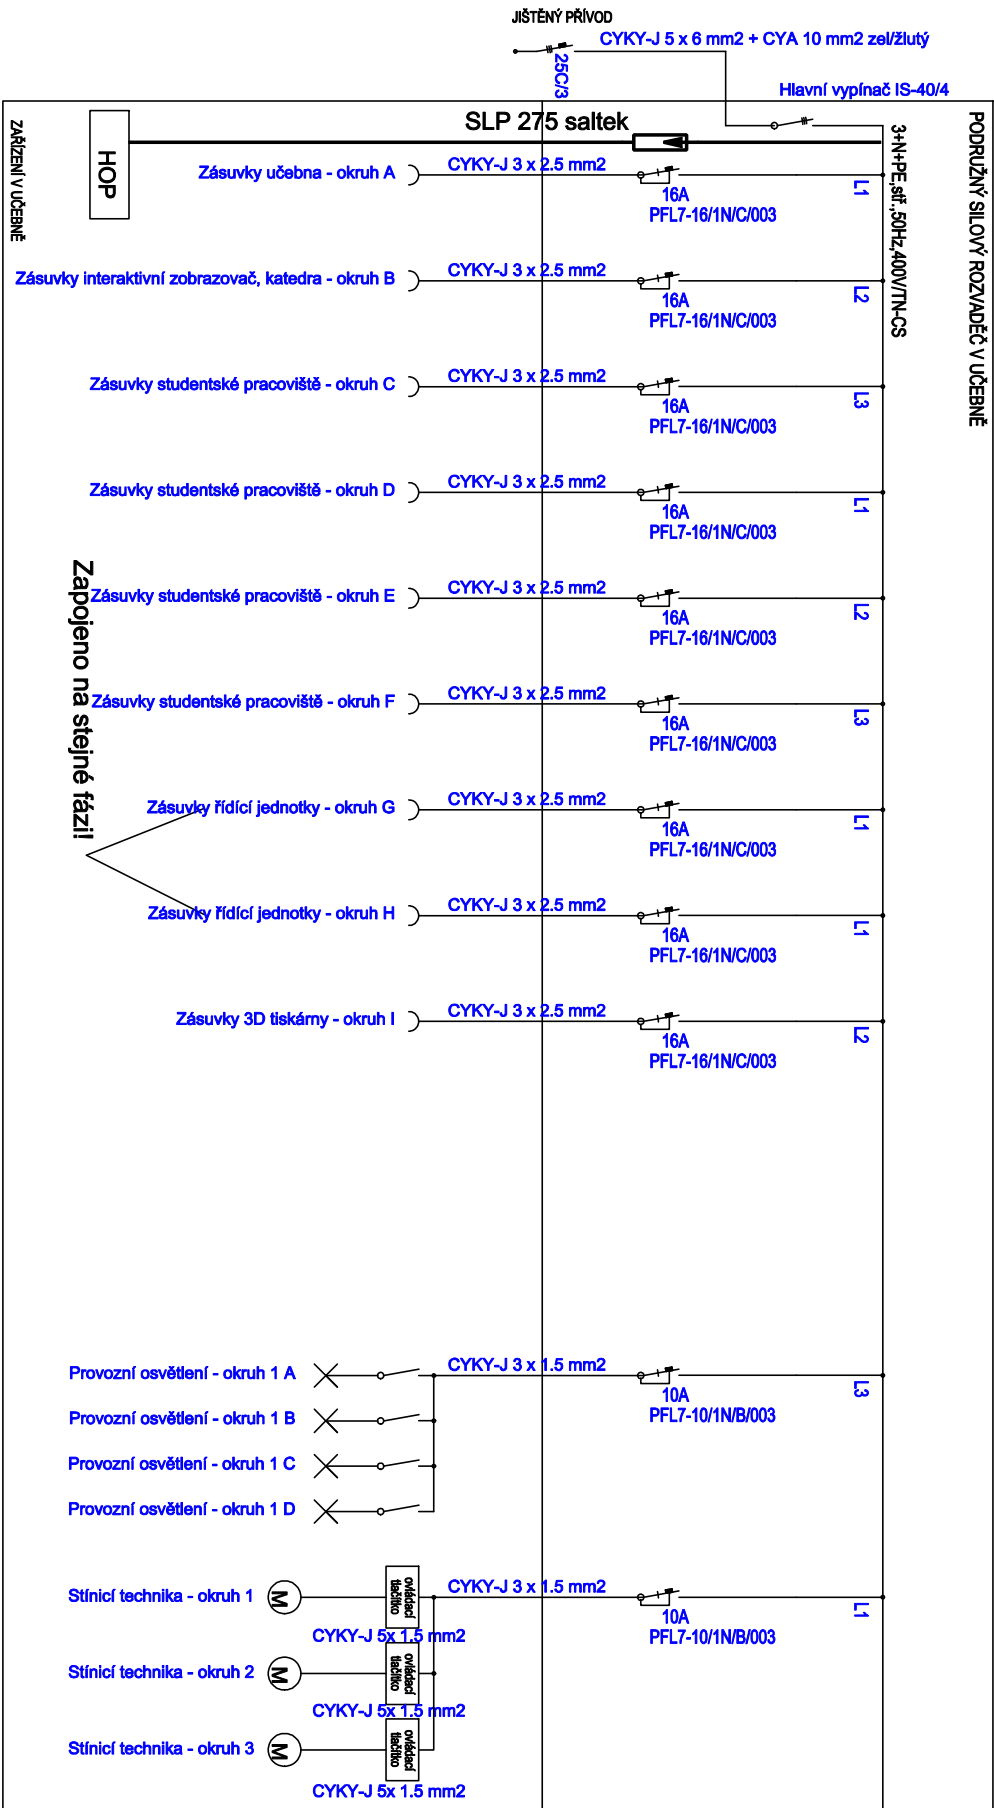 JIŠTĚNÝ PŘÍVOD
CYKY-J 5 x 6 mm2 + CYA 10 mm2 zel/žlutý
25C/3
Hlavní vypínač IS-40/4
PODRUŽNÝ SILOVÝ ROZVADĚČ V UČEBNĚ
3+N+PE,stř.,50Hz,400V/TN-CS
ZAŘÍZENÍ V UČEBNĚ
HOP
SLP 275 saltek
Zásuvky učebna - okruh A
CYKY-J 3 x 2.5 mm2
16A
PFL7-16/1N/C/003
L1
Zásuvky interaktivní zobrazovač, katedra - okruh B
CYKY-J 3 x 2.5 mm2
16A
PFL7-16/1N/C/003
L2
Zásuvky studentské pracoviště - okruh C
CYKY-J 3 x 2.5 mm2
16A
PFL7-16/1N/C/003
L3
Zásuvky studentské pracoviště - okruh D
CYKY-J 3 x 2.5 mm2
16A
PFL7-16/1N/C/003
L1
Zásuvky studentské pracoviště - okruh E
CYKY-J 3 x 2.5 mm2
16A
PFL7-16/1N/C/003
L2
Zásuvky studentské pracoviště - okruh F
CYKY-J 3 x 2.5 mm2
16A
PFL7-16/1N/C/003
L3
Zapojeno na stejné fázi!
Zásuvky řídící jednotky - okruh G
CYKY-J 3 x 2.5 mm2
16A
PFL7-16/1N/C/003
L1
Zásuvky řídící jednotky - okruh H
CYKY-J 3 x 2.5 mm2
16A
PFL7-16/1N/C/003
L1
Zásuvky 3D tiskárny - okruh I
CYKY-J 3 x 2.5 mm2
16A
PFL7-16/1N/C/003
L2
Provozní osvětlení - okruh 1 A
CYKY-J 3 x 1.5 mm2
10A
PFL7-10/1N/B/003
L3
Provozní osvětlení - okruh 1 B
Provozní osvětlení - okruh 1 C
Provozní osvětlení - okruh 1 D
Stínicí technika - okruh 1
M
ovládací
tlačítko
CYKY-J 3 x 1.5 mm2
10A
PFL7-10/1N/B/003
L1
CYKY-J 5x 1.5 mm2
Stínicí technika - okruh 2
M
ovládací
tlačítko
CYKY-J 5x 1.5 mm2
Stínicí technika - okruh 3
M
ovládací
tlačítko
CYKY-J 5x 1.5 mm2